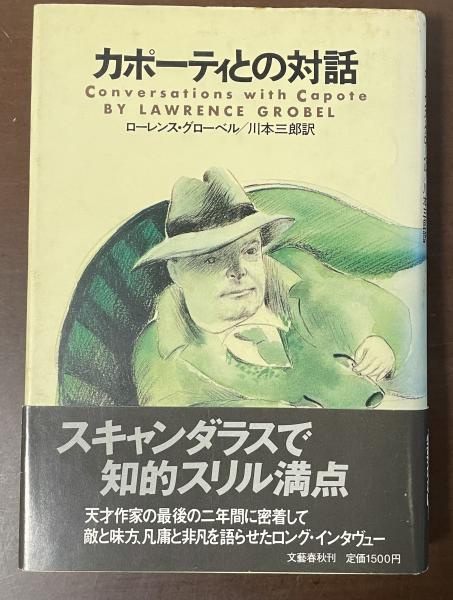 カポーティとの対話
Conversations with Capote
BY LAWRENCE GROBEL
ローレンス・グローベル/川本三郎訳
スキャンダラスで
知的スリル満点
天才作家の最後の二年間に密着して
敵と味方、凡庸と非凡を語らせたロング・インタヴュー
文藝春秋刊 定価1500円